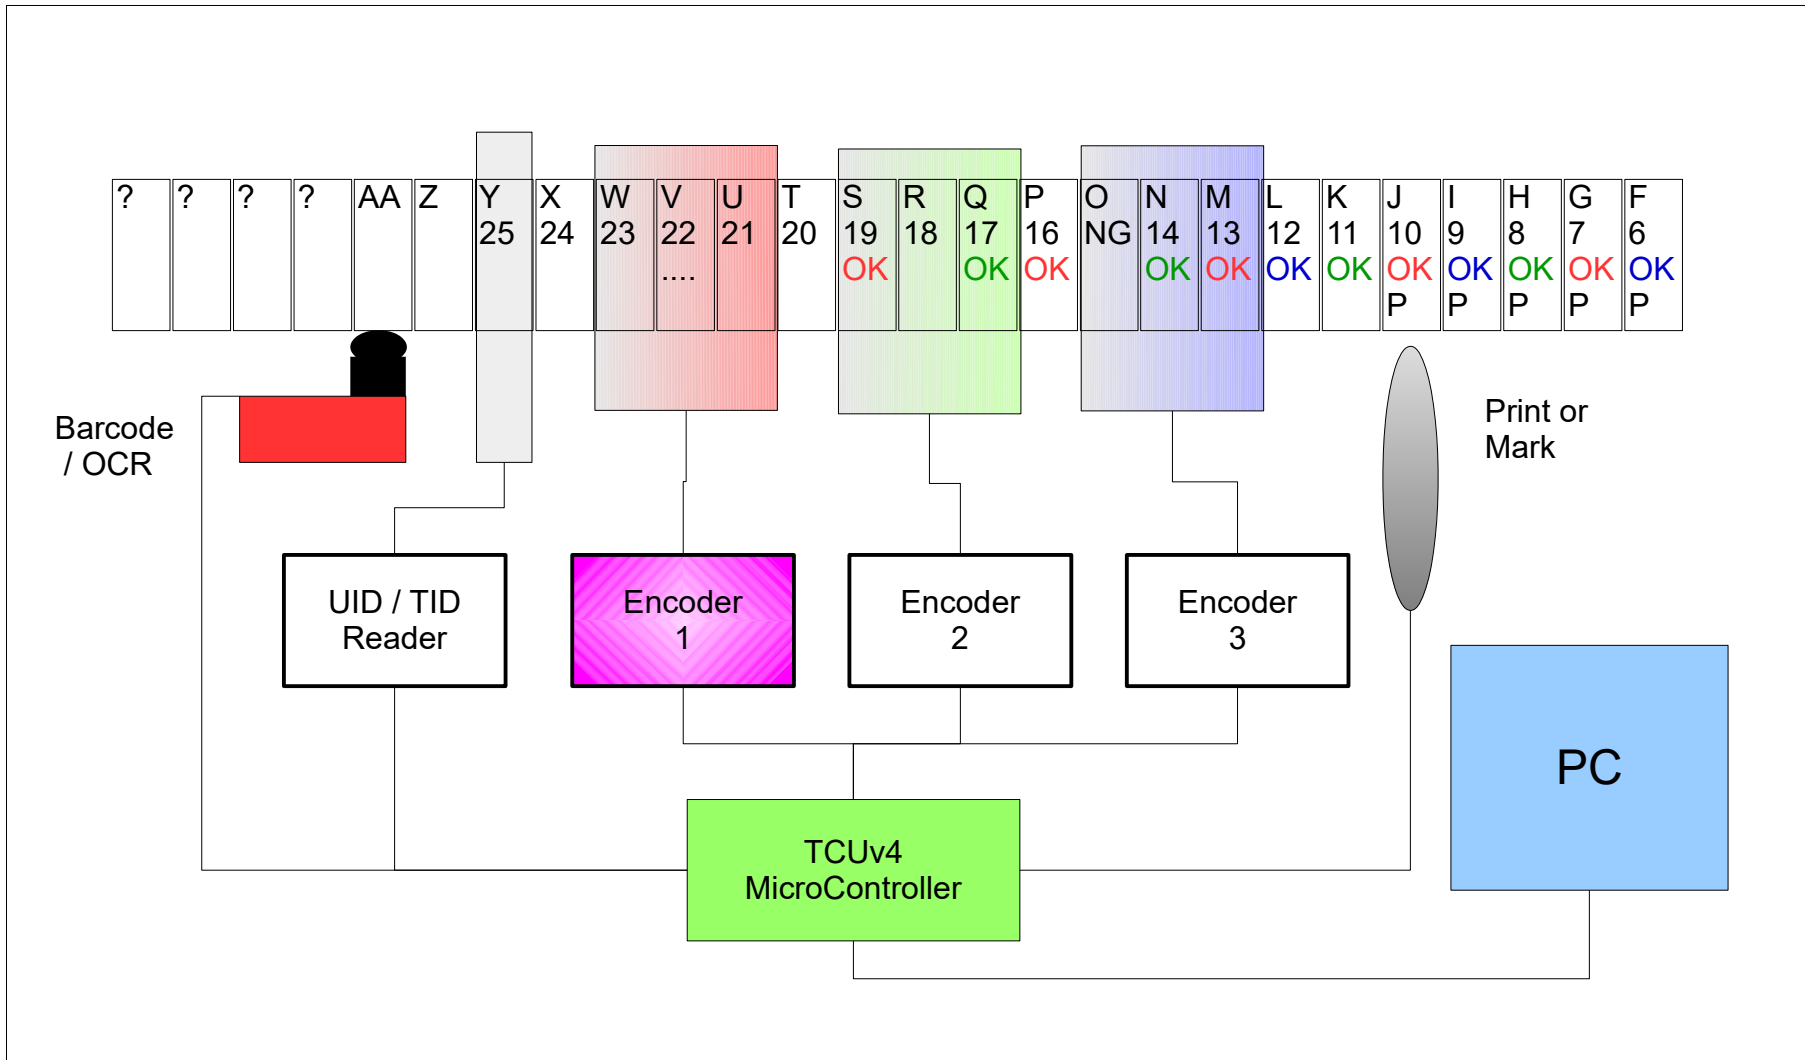 ? ? ? ? AA Z Y X W V U T S R Q P O N M L K J I H G F
25 24 23 22 21 20 19 18 17 16 NG 14 13 12 11 10 9 8 7 6
.... OK OK OK OK OK OK OK OK OK OK OK OK
P P P P P
Barcode
/ OCR
Print or
Mark
UID / TID
Reader
Encoder
1
Encoder
2
Encoder
3
PC
TCUv4
MicroController